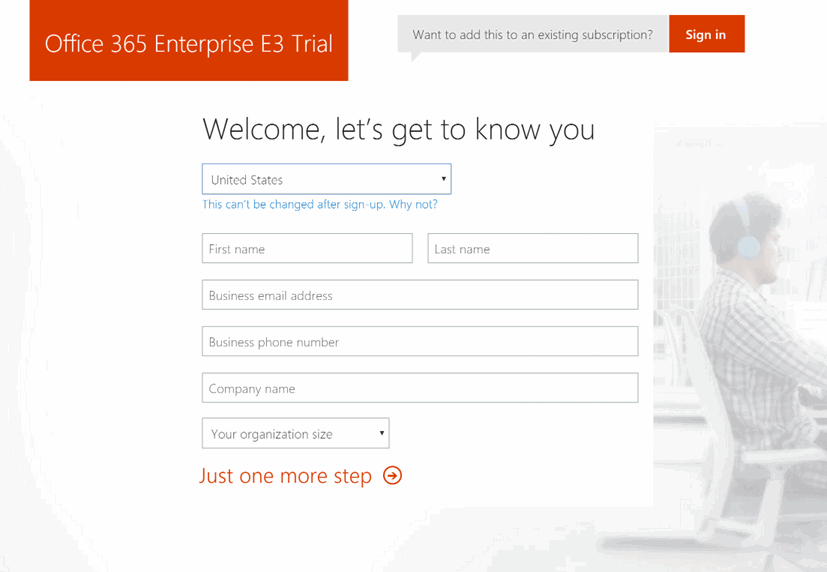 Office 365 Enterprise E3 Trial
Want to add this to an existing subscription?
Sign in
Welcome, let's get to know you
United States
This can't be changed after sign-up. Why not?
First name
Last name
Business email address
Business phone number
Company name
Your organization size
Just one more step